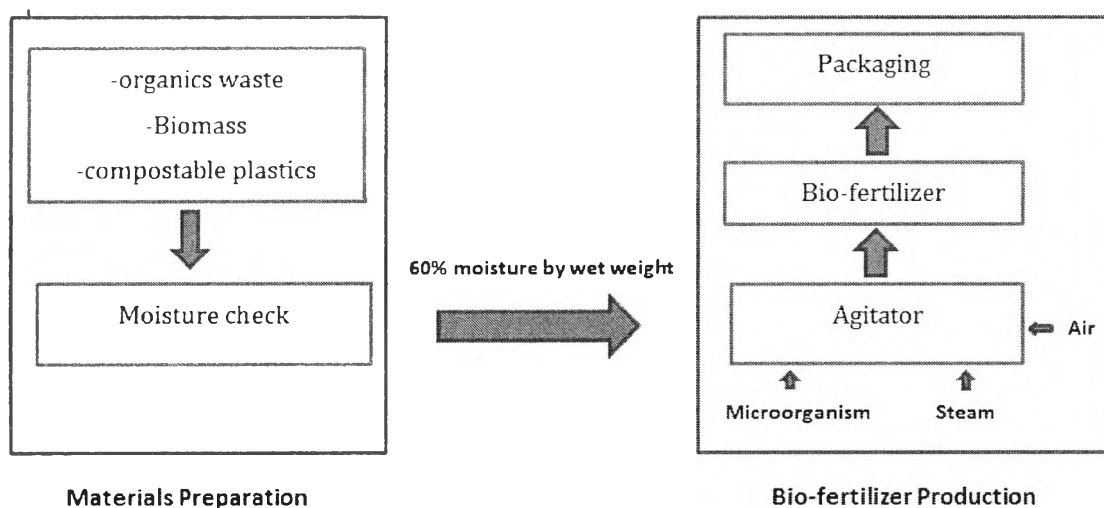 -organics waste
-Biomass
-compostable plastics
Moisture check
Materials Preparation
60% moisture by wet weight
Packaging
Bio-fertilizer
Agitator
Air
Microorganism
Steam
Bio-fertilizer Production